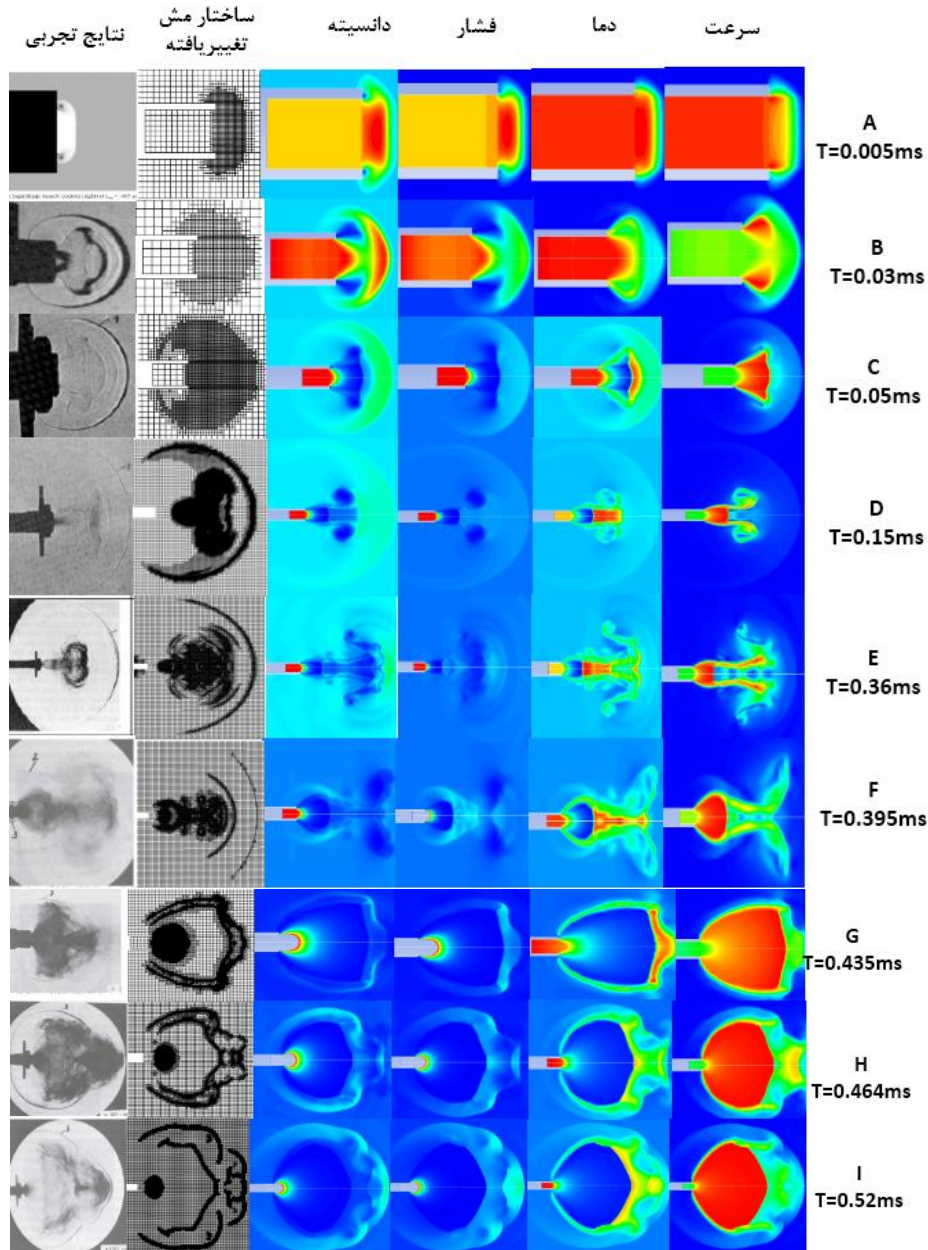 نتایج تجربی
ساختار مش
تغییریافته
دانسیته
فشار
دما
سرعت
A
T=0.005ms
B
T=0.03ms
C
T=0.05ms
D
T=0.15ms
E
T=0.36ms
F
T=0.395ms
G
T=0.435ms
H
T=0.464ms
I
T=0.52ms